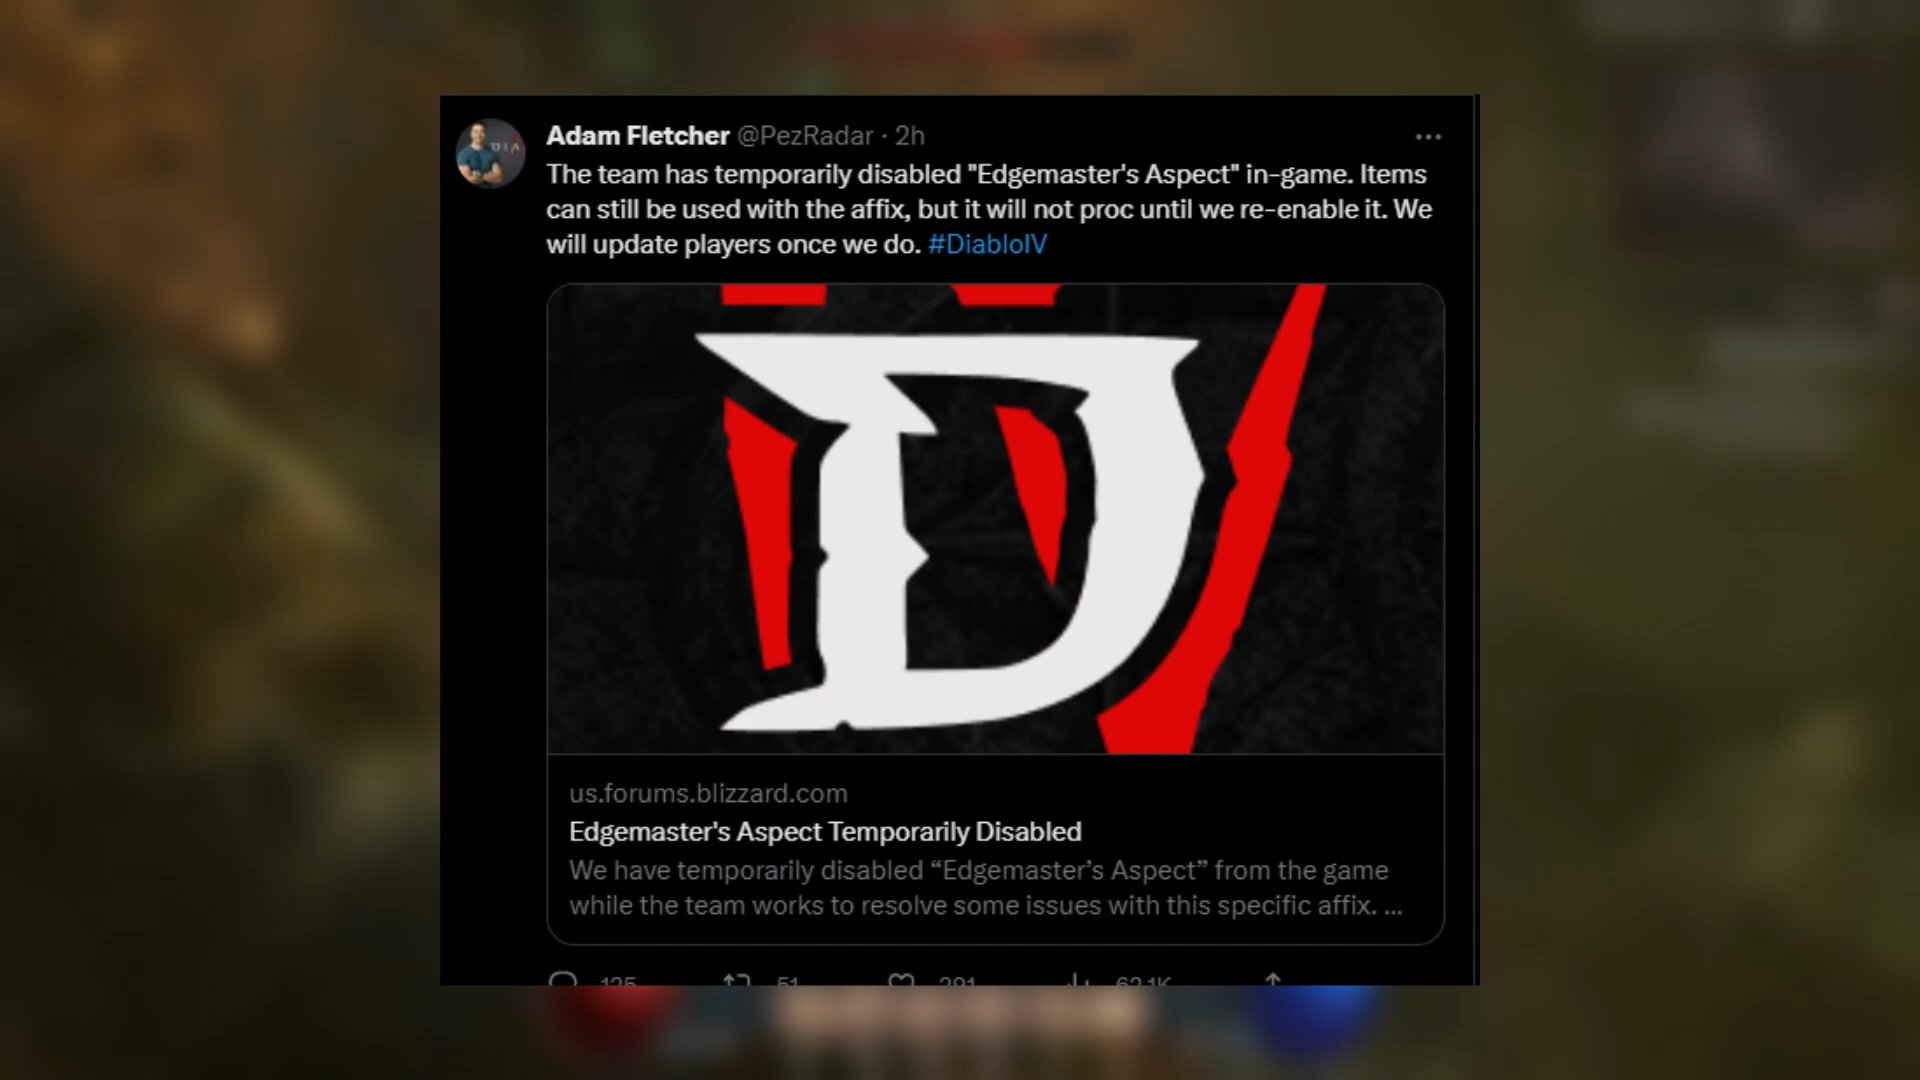 Adam Fletcher @PezRadar · 2h
The team has temporarily disabled "Edgemaster's Aspect" in-game. Items
can still be used with the affix, but it will not proc until we re-enable it. We
will update players once we do. #DiabloIV
D
us.forums.blizzard.com
Edgemaster's Aspect Temporarily Disabled
We have temporarily disabled “Edgemaster’s Aspect” from the game
while the team works to resolve some issues with this specific affix. ...
51